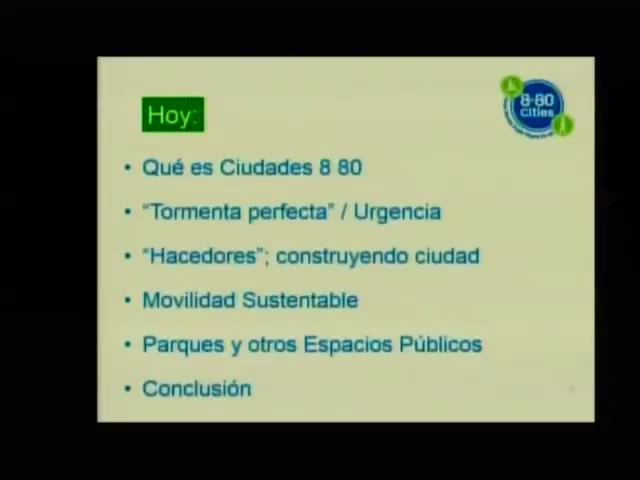 Hoy:
8-80
Cities
• Qué es Ciudades 8 80
• “Tormenta perfecta” / Urgencia
• “Hacedores”; construyendo ciudad
• Movilidad Sustentable
• Parques y otros Espacios Públicos
• Conclusión